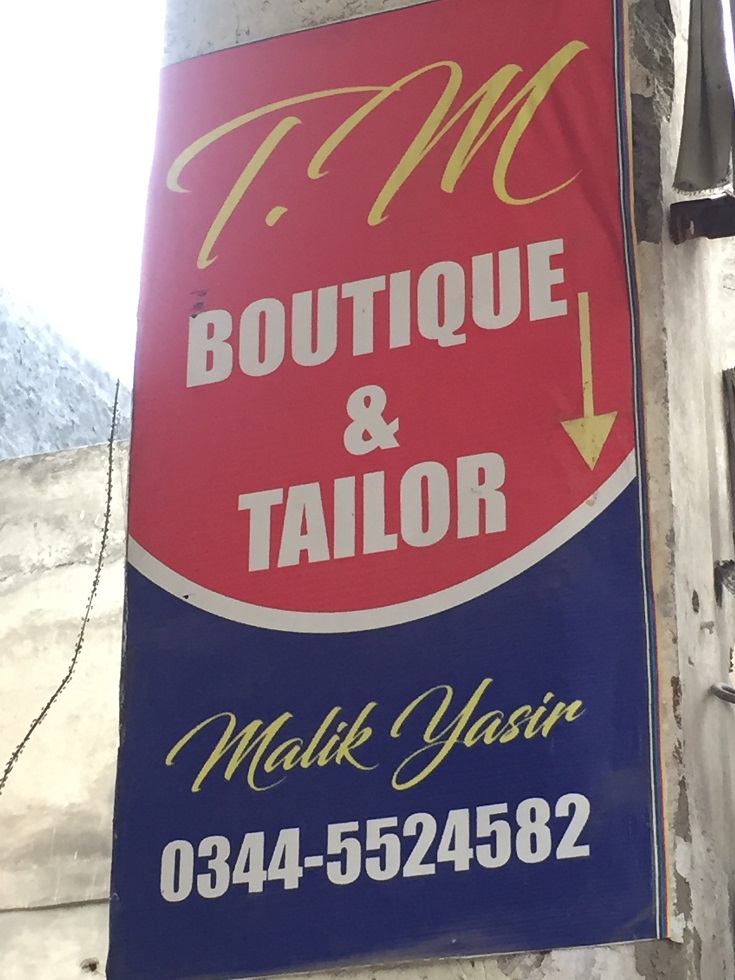 T.M
BOUTIQUE
&
TAILOR
Malik Yasir
0344-5524582